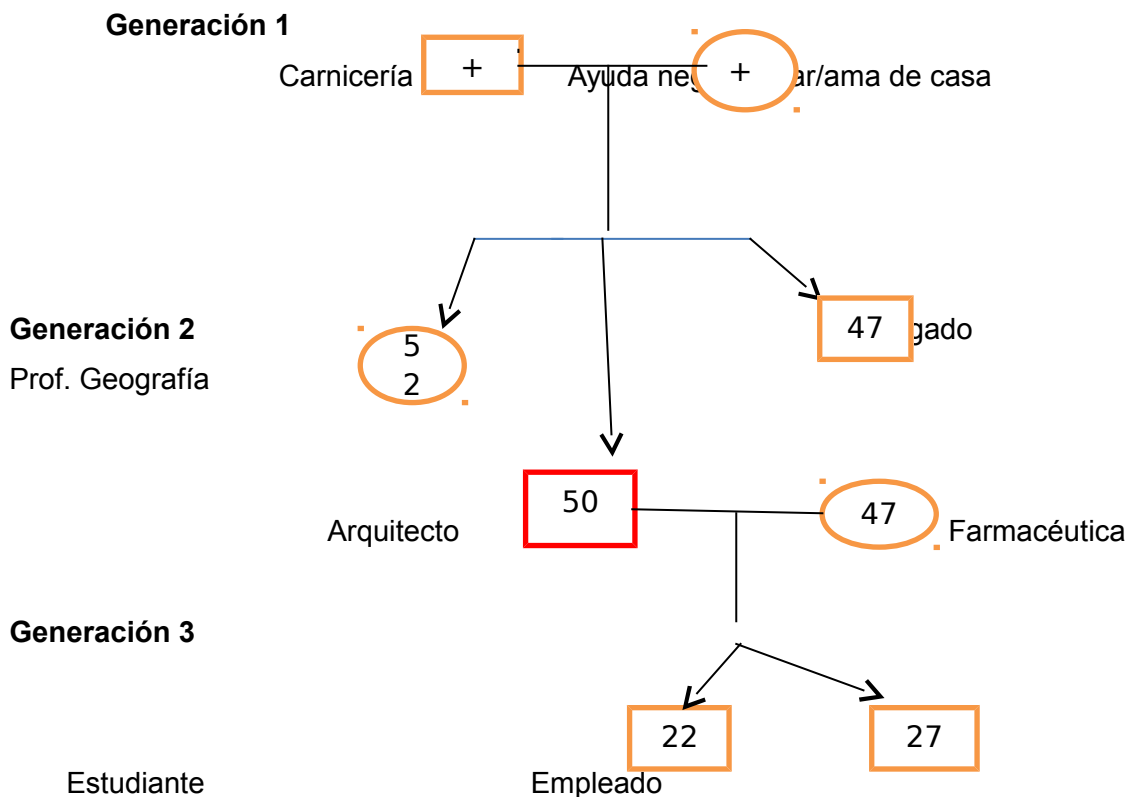 Generación 1
Carnicería + Ayuda + ar/ama de casa
Generación 2 47 gado
5
Prof. Geografía 2
50
Arquitecto 47 Farmacéutica
Generación 3
22 27
Estudiante Empleado